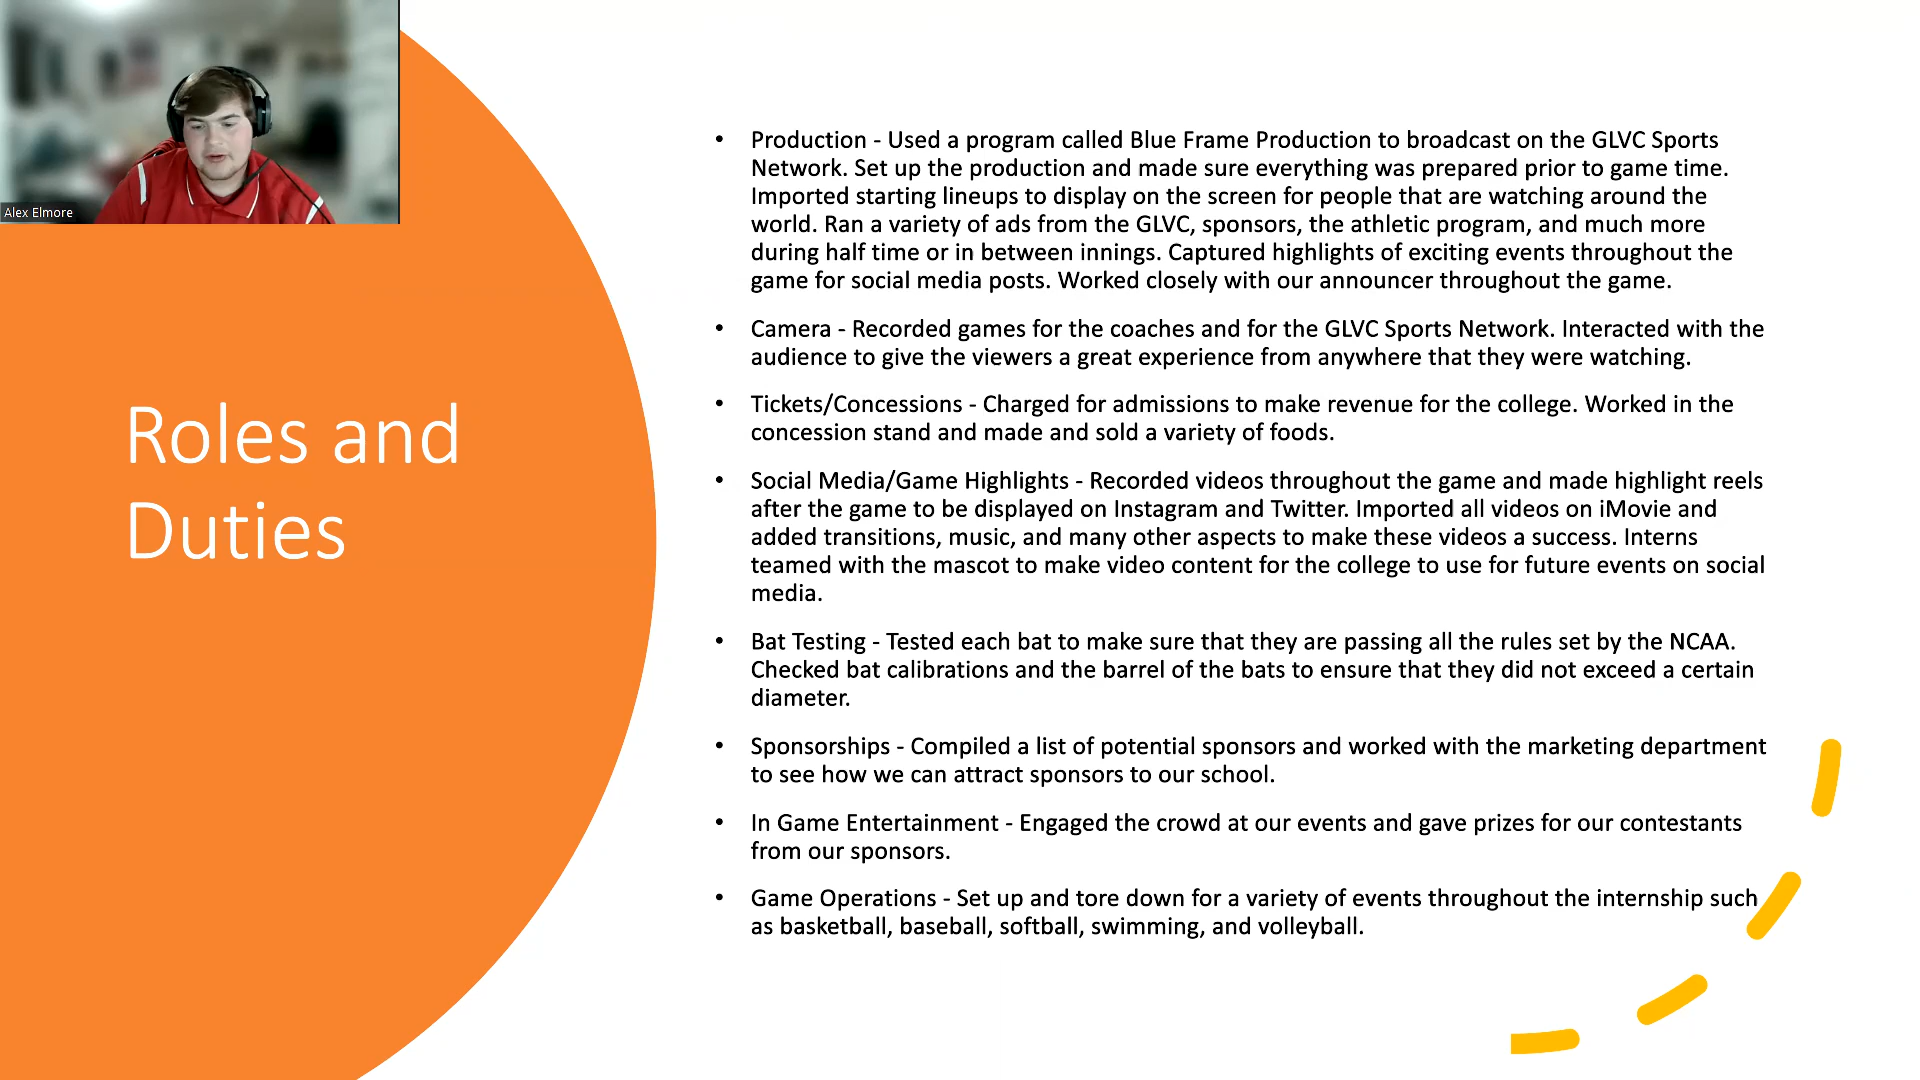 Alex Elmore
Roles and
Duties
• Production - Used a program called Blue Frame Production to broadcast on the GLVC Sports
Network. Set up the production and made sure everything was prepared prior to game time.
Imported starting lineups to display on the screen for people that are watching around the
world. Ran a variety of ads from the GLVC, sponsors, the athletic program, and much more
during half time or in between innings. Captured highlights of exciting events throughout the
game for social media posts. Worked closely with our announcer throughout the game.
• Camera - Recorded games for the coaches and for the GLVC Sports Network. Interacted with the
audience to give the viewers a great experience from anywhere that they were watching.
• Tickets/Concessions - Charged for admissions to make revenue for the college. Worked in the
concession stand and made and sold a variety of foods.
• Social Media/Game Highlights - Recorded videos throughout the game and made highlight reels
after the game to be displayed on Instagram and Twitter. Imported all videos on iMovie and
added transitions, music, and many other aspects to make these videos a success. Interns
teamed with the mascot to make video content for the college to use for future events on social
media.
• Bat Testing - Tested each bat to make sure that they are passing all the rules set by the NCAA.
Checked bat calibrations and the barrel of the bats to ensure that they did not exceed a certain
diameter.
• Sponsorships - Compiled a list of potential sponsors and worked with the marketing department
to see how we can attract sponsors to our school.
• In Game Entertainment - Engaged the crowd at our events and gave prizes for our contestants
from our sponsors.
• Game Operations - Set up and tore down for a variety of events throughout the internship such
as basketball, baseball, softball, swimming, and volleyball.